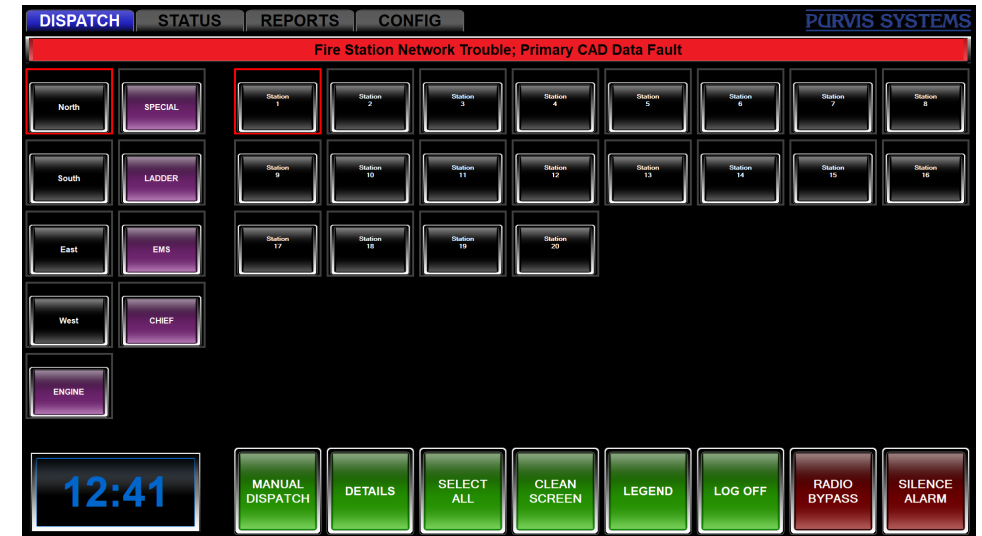 DISPATCH STATUS REPORTS CONFIG PURVIS SYSTEMS
Fire Station Network Trouble; Primary CAD Data Fault
North SPECIAL Station 1 Station 2 Station 3 Station 4 Station 5 Station 6 Station 7 Station 8
South LADDER Station 9 Station 10 Station 11 Station 12 Station 13 Station 14 Station 15 Station 16
East EMS Station 17 Station 18 Station 19 Station 20
West CHIEF
ENGINE
12:41 MANUAL DISPATCH DETAILS SELECT ALL CLEAN SCREEN LEGEND LOG OFF RADIO BYPASS SILENCE ALARM